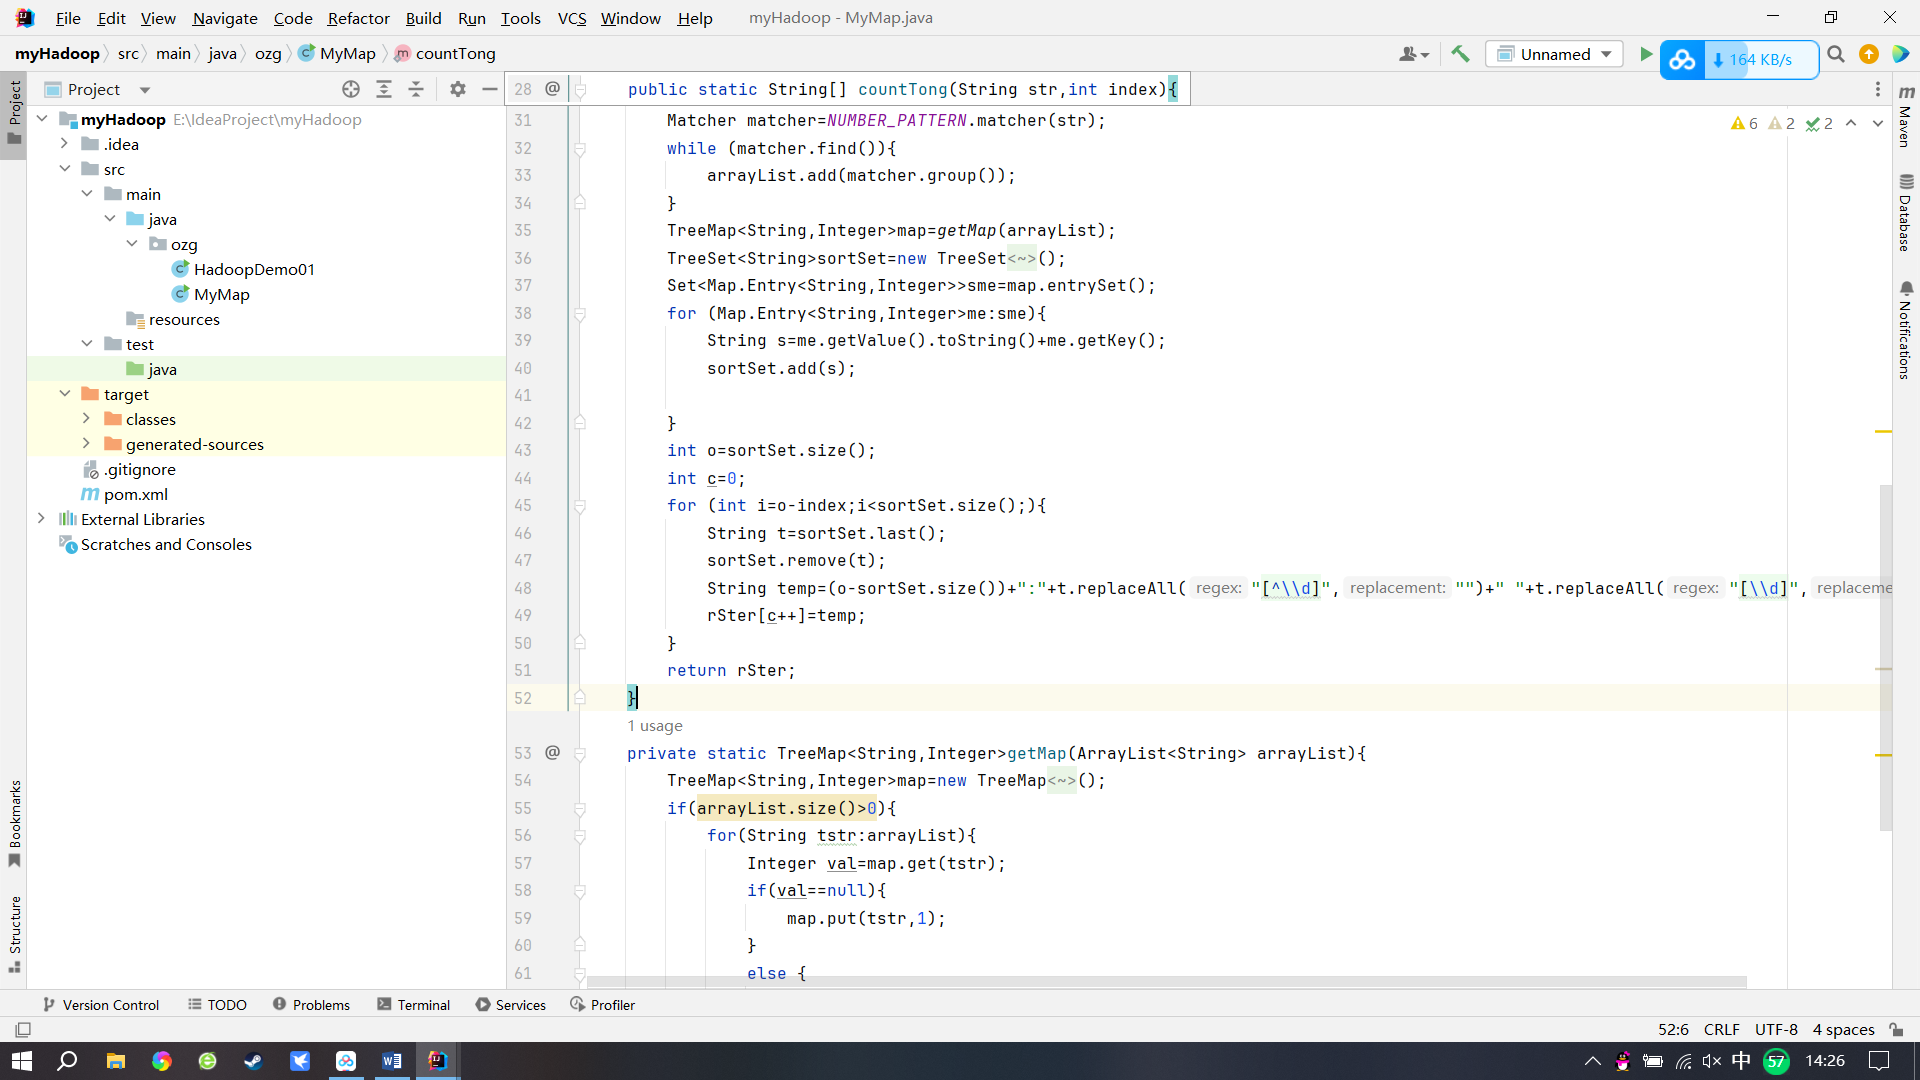 File Edit View Navigate Code Refactor Build Run Tools VCS Window Help myHadoop - MyMap.java
myHadoop src main java ozg MyMap countTong Unnamed 164 KB/s
Project
28 @ public static String[] countTong(String str,int index){
31 Matcher matcher=NUMBER_PATTERN.matcher(str);
32 while (matcher.find()){
33 arrayList.add(matcher.group());
34 }
35 TreeMap<String,Integer>map=getMap(arrayList);
36 TreeSet<String>sortSet=new TreeSet<~>();
37 Set<Map.Entry<String,Integer>>sme=map.entrySet();
38 for (Map.Entry<String,Integer>me:sme){
39 String s=me.getValue().toString()+me.getKey();
40 sortSet.add(s);
41
42 }
43 int o=sortSet.size();
44 int c=0;
45 for (int i=o-index;i<sortSet.size();){
46 String t=sortSet.last();
47 sortSet.remove(t);
48 String temp=(o-sortSet.size())+":"+t.replaceAll( regex: "[^\\d]", replacement: "")+" "+t.replaceAll( regex: "[\\d]", replaceme
49 rSter[c++]=temp;
50 }
51 return rSter;
52 }
1 usage
53 @ private static TreeMap<String,Integer>getMap(ArrayList<String> arrayList){
54 TreeMap<String,Integer>map=new TreeMap<~>();
55 if(arrayList.size()>0){
56 for(String tstr:arrayList){
57 Integer val=map.get(tstr);
58 if(val==null){
59 map.put(tstr,1);
60 }
61 else {
6 2 2
myHadoop E:\IdeaProject\myHadoop
.idea
src
main
java
ozg
HadoopDemo01
MyMap
resources
test
java
target
classes
generated-sources
.gitignore
pom.xml
External Libraries
Scratches and Consoles
Project
Bookmarks
Structure
Maven
Database
Notifications
Version Control TODO Problems Terminal Services Profiler
52:6 CRLF UTF-8 4 spaces
中 57 14:26